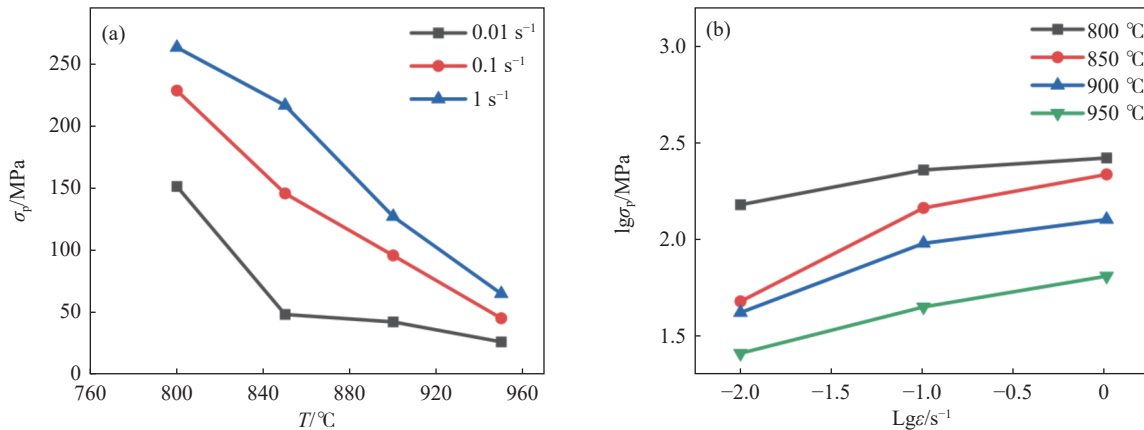 (a)
0.01 s⁻¹
0.1 s⁻¹
1 s⁻¹
250
200
150
100
50
0
σp/MPa
760 800 840 880 920 960
T/℃
(b)
800 ℃
850 ℃
900 ℃
950 ℃
3.0
2.5
2.0
1.5
lgσp/MPa
−2.0 −1.5 −1.0 −0.5 0
Lgε/s⁻¹